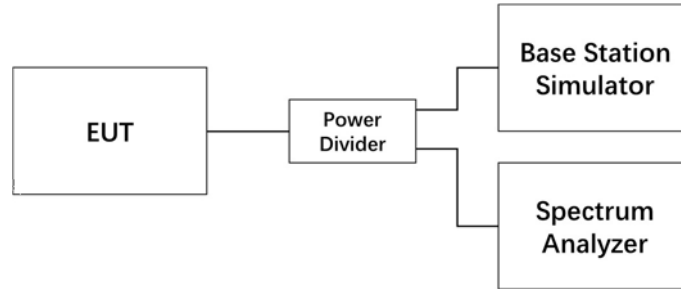 EUT
Power
Divider
Base Station
Simulator
Spectrum
Analyzer